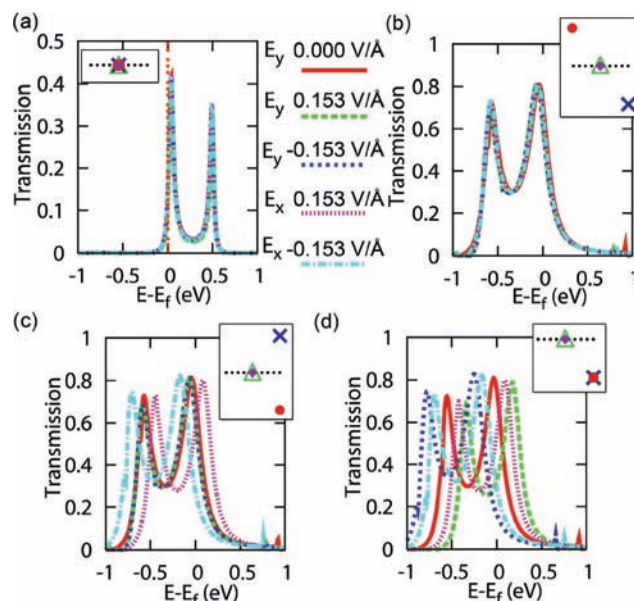 (a)
0.5
0.4
0.3
0.2
0.1
0
Transmission
-1 -0.5 0 0.5 1
E-Ef (eV)
Ey 0.000 V/Å
Ey 0.153 V/Å
Ey -0.153 V/Å
Ex 0.153 V/Å
Ex -0.153 V/Å
(b)
1
0.8
0.6
0.4
0.2
0
Transmission
-1 -0.5 0 0.5 1
E-Ef (eV)
(c)
1
0.8
0.6
0.4
0.2
0
Transmission
-1 -0.5 0 0.5 1
E-Ef (eV)
(d)
1
0.8
0.6
0.4
0.2
0
Transmission
-1 -0.5 0 0.5 1
E-Ef (eV)